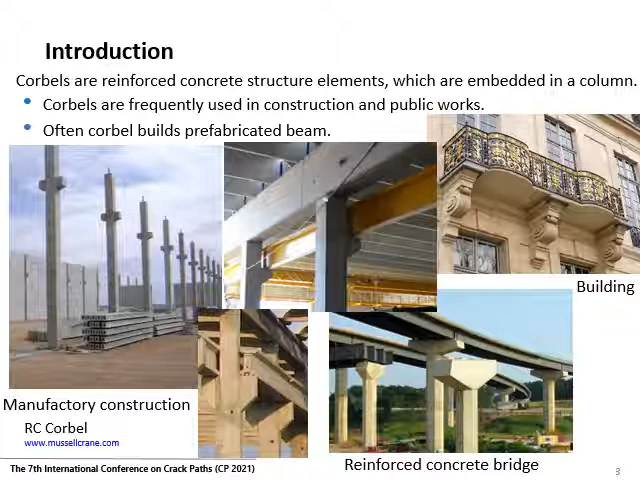 Introduction
Corbels are reinforced concrete structure elements, which are embedded in a column.
Corbels are frequently used in construction and public works.
Often corbel builds prefabricated beam.
Building
Manufactory construction
RC Corbel
www.mussellcrane.com
Reinforced concrete bridge
The 7th International Conference on Crack Paths (CP 2021)
3